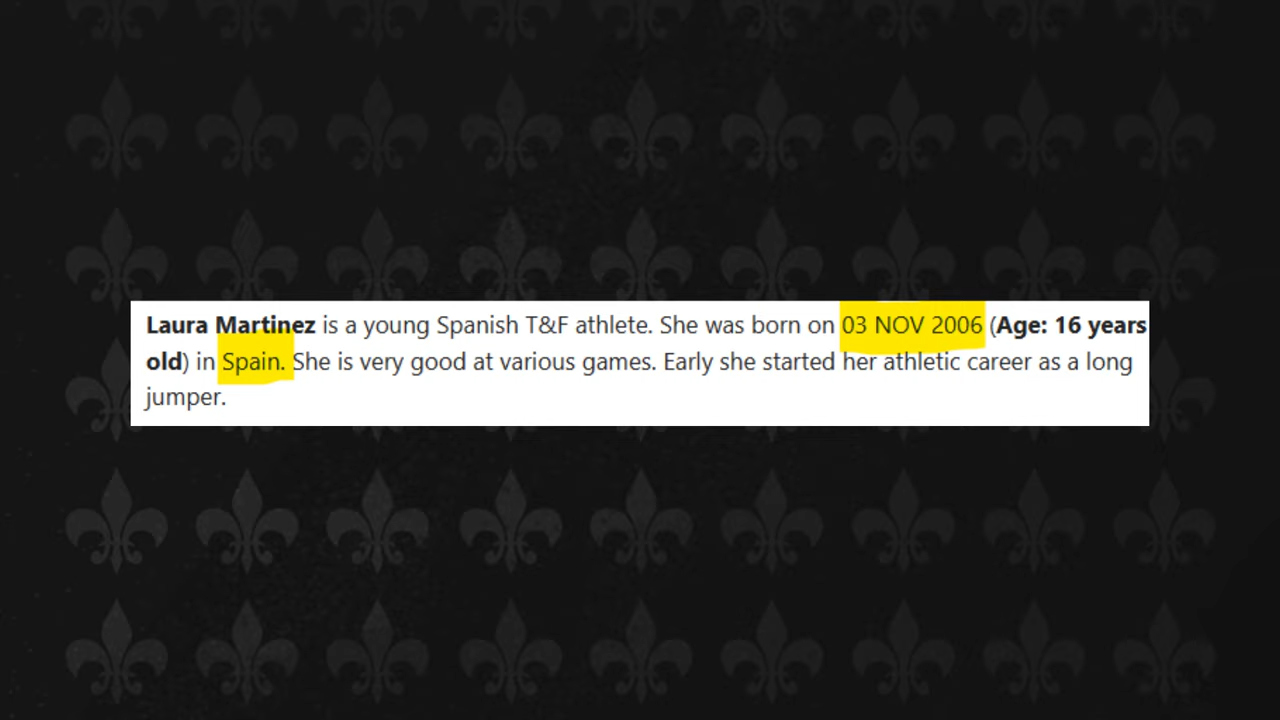 Laura Martinez is a young Spanish T&F athlete. She was born on 03 NOV 2006 (Age: 16 years
old) in Spain. She is very good at various games. Early she started her athletic career as a long
jumper.